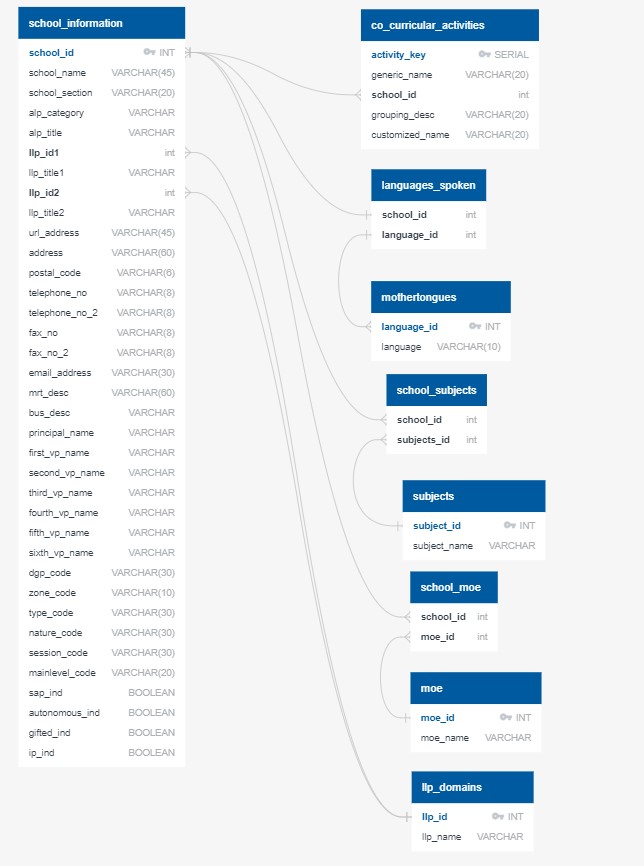 school_information
school_id INT
school_name VARCHAR(45)
school_section VARCHAR(20)
alp_category VARCHAR
alp_title VARCHAR
llp_id1 int
llp_title1 VARCHAR
llp_id2 int
llp_title2 VARCHAR
url_address VARCHAR(45)
address VARCHAR(60)
postal_code VARCHAR(6)
telephone_no VARCHAR(8)
telephone_no_2 VARCHAR(8)
fax_no VARCHAR(8)
fax_no_2 VARCHAR(8)
email_address VARCHAR(30)
mrt_desc VARCHAR(60)
bus_desc VARCHAR
principal_name VARCHAR
first_vp_name VARCHAR
second_vp_name VARCHAR
third_vp_name VARCHAR
fourth_vp_name VARCHAR
fifth_vp_name VARCHAR
sixth_vp_name VARCHAR
dgp_code VARCHAR(30)
zone_code VARCHAR(10)
type_code VARCHAR(30)
nature_code VARCHAR(30)
session_code VARCHAR(30)
mainlevel_code VARCHAR(20)
sap_ind BOOLEAN
autonomous_ind BOOLEAN
gifted_ind BOOLEAN
ip_ind BOOLEAN
co_curricular_activities
activity_key SERIAL
generic_name VARCHAR(20)
school_id int
grouping_desc VARCHAR(20)
customized_name VARCHAR(20)
languages_spoken
school_id int
language_id int
mothertongues
language_id INT
language VARCHAR(10)
school_subjects
school_id int
subjects_id int
subjects
subject_id INT
subject_name VARCHAR
school_moe
school_id int
moe_id int
moe
moe_id INT
moe_name VARCHAR
llp_domains
llp_id INT
llp_name VARCHAR